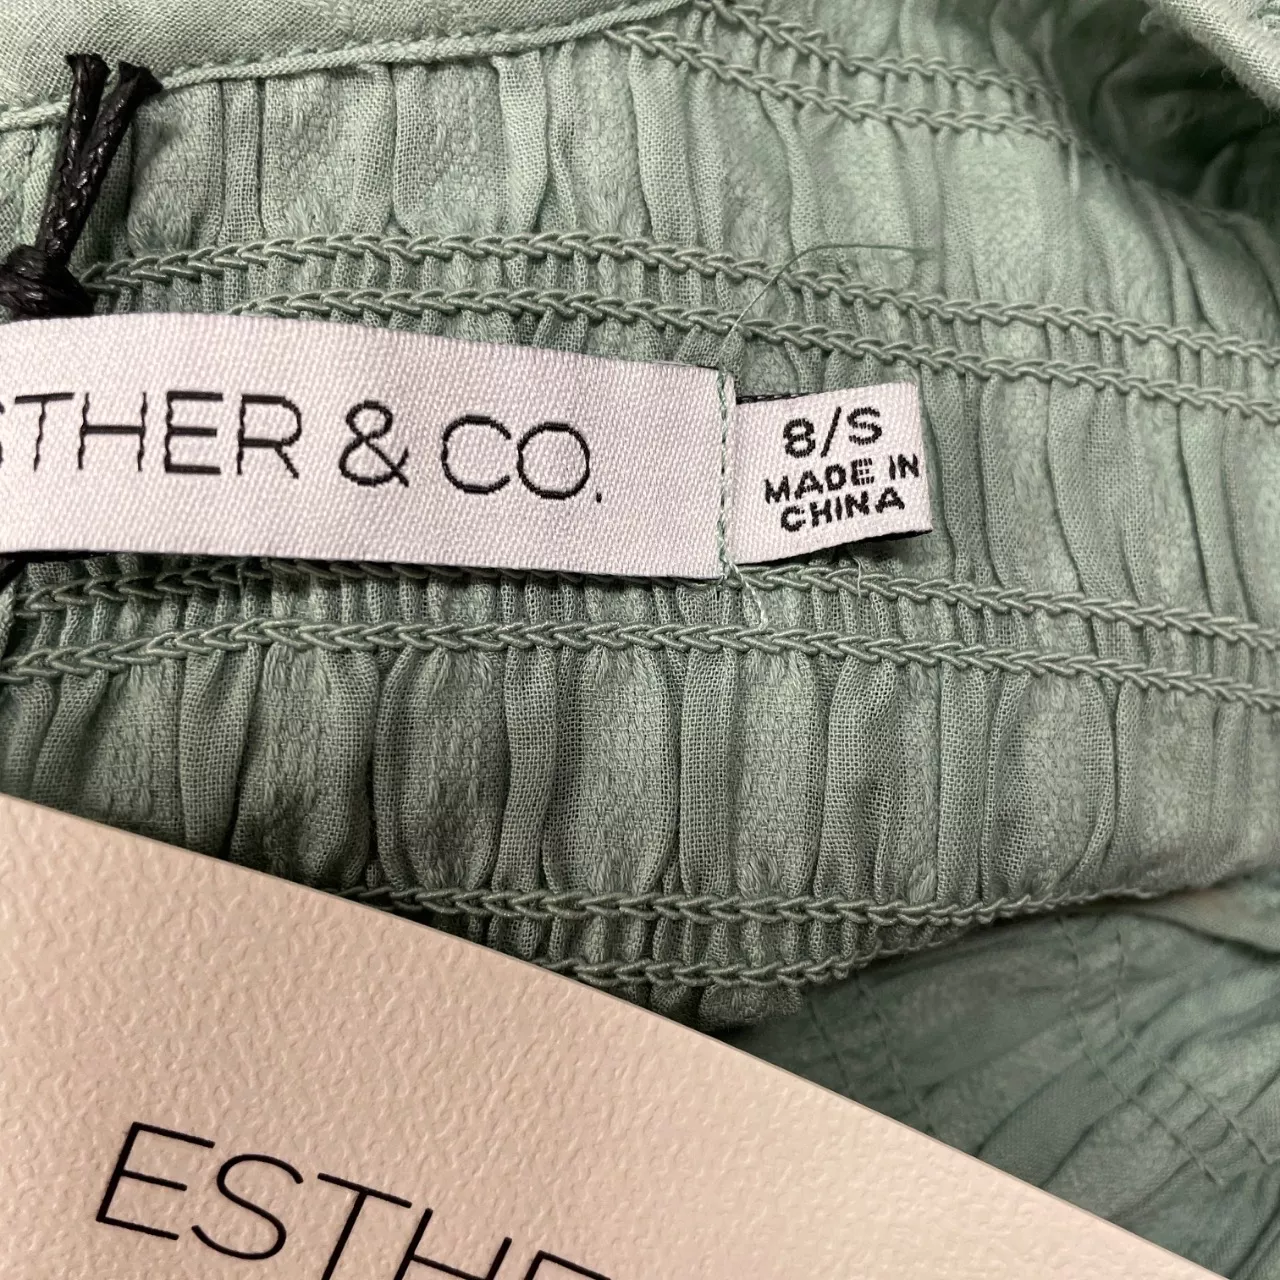 STHER & CO.
8/S
MADE IN
CHINA
ESTHE